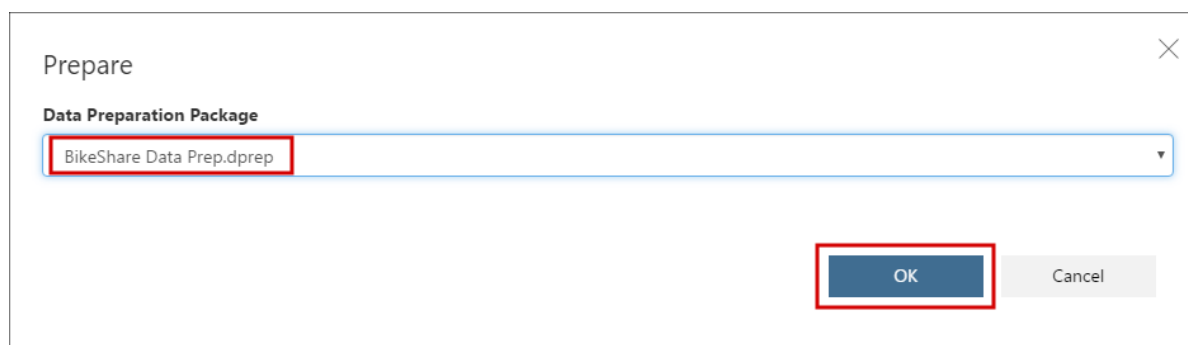 Prepare
Data Preparation Package
BikeShare Data Prep.dprep
OK Cancel